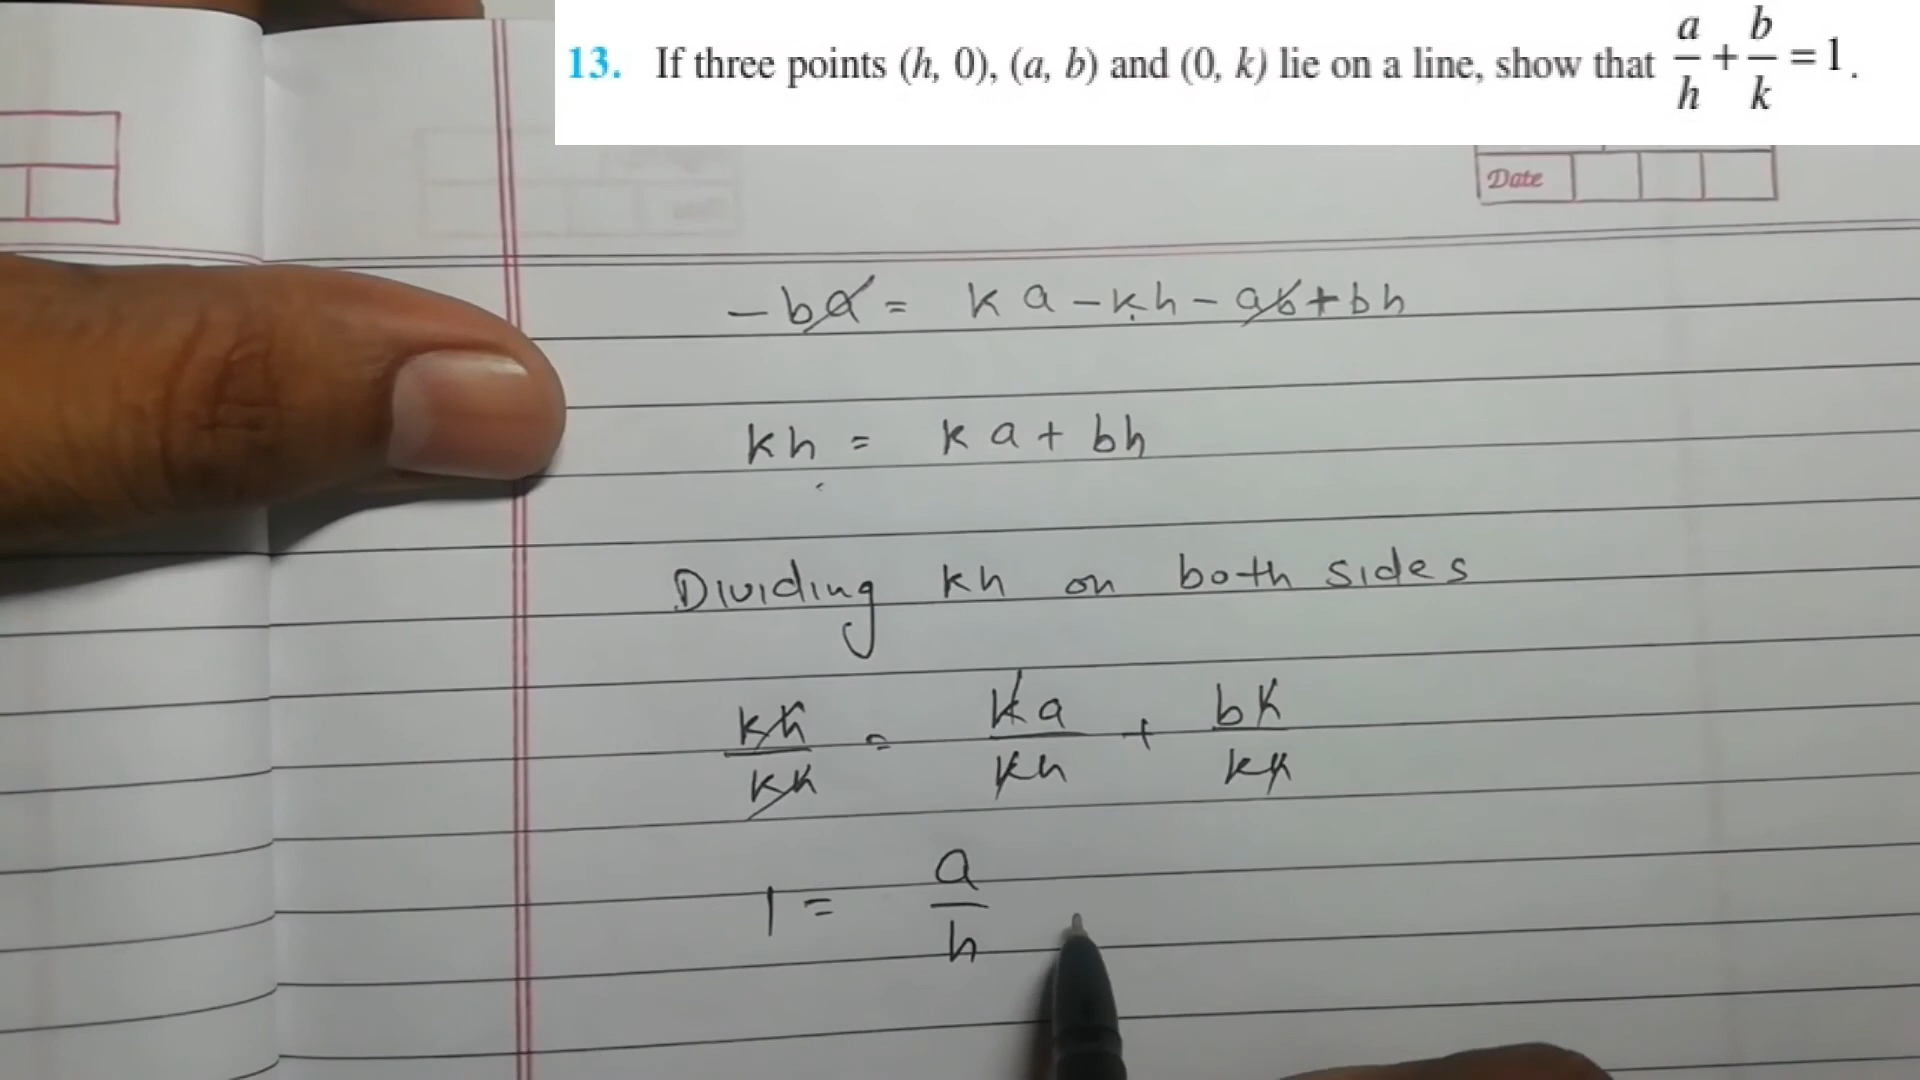 13. If three points (h, 0), (a, b) and (0, k) lie on a line, show that a/h + b/k = 1.
Date
-ba = ka - kh - ab + bh
kh = ka + bh
Dividing kh on both sides
kh/kh = ka/kh + bh/kh
1 = a/h